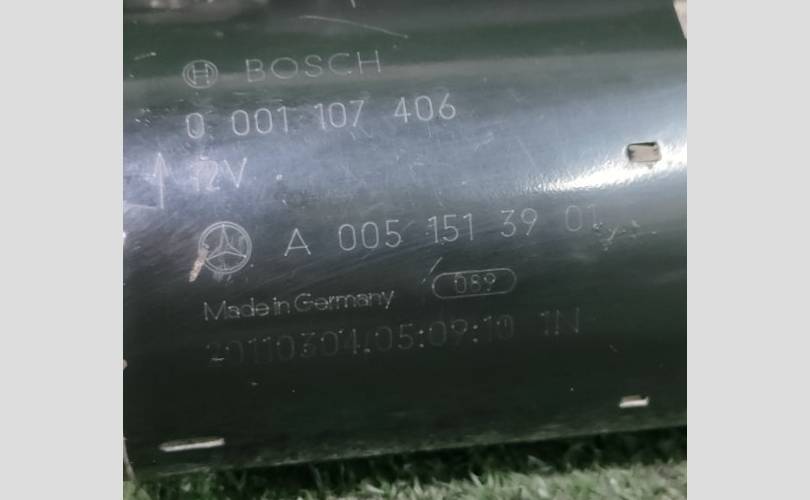 BOSCH
0 001 107 406
12V
A 005 151 39 01
089
Made in Germany
20110304/05:09:10 1N